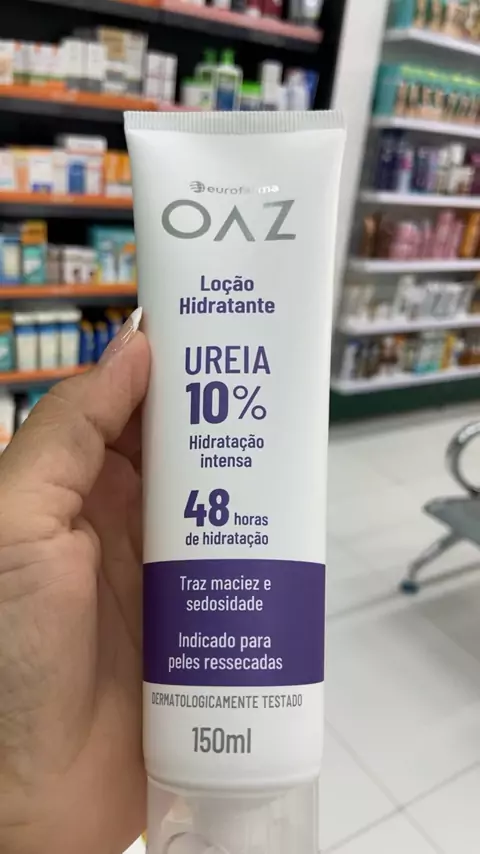 eurofarma
OAZ
Loção
Hidratante
UREIA
10%
Hidratação
intensa
48 horas
de hidratação
Traz maciez e
sedosidade
Indicado para
peles ressecadas
DERMATOLOGICAMENTE TESTADO
150ml